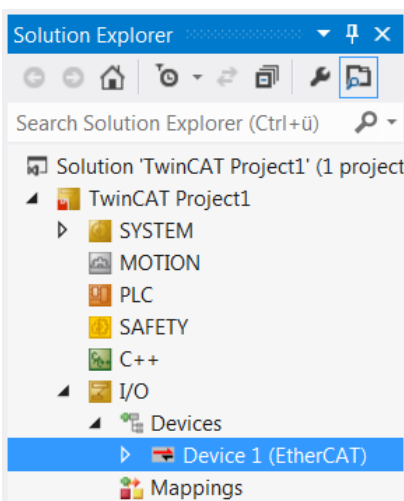 Solution Explorer
Search Solution Explorer (Ctrl+ü)
Solution 'TwinCAT Project1' (1 project
TwinCAT Project1
SYSTEM
MOTION
PLC
SAFETY
C++
I/O
Devices
Device 1 (EtherCAT)
Mappings